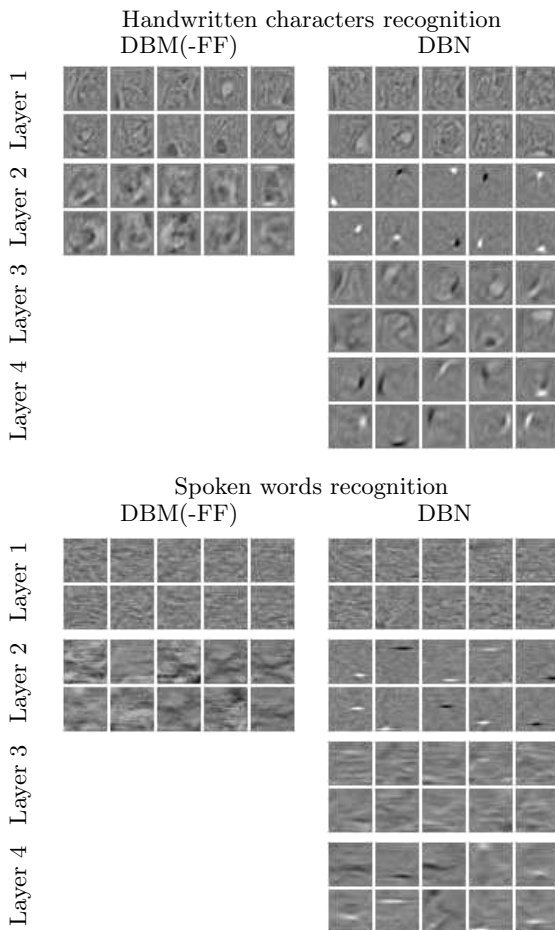 Handwritten characters recognition
DBM(-FF) DBN
Layer 1
Layer 2
Layer 3
Layer 4
Spoken words recognition
DBM(-FF) DBN
Layer 1
Layer 2
Layer 3
Layer 4